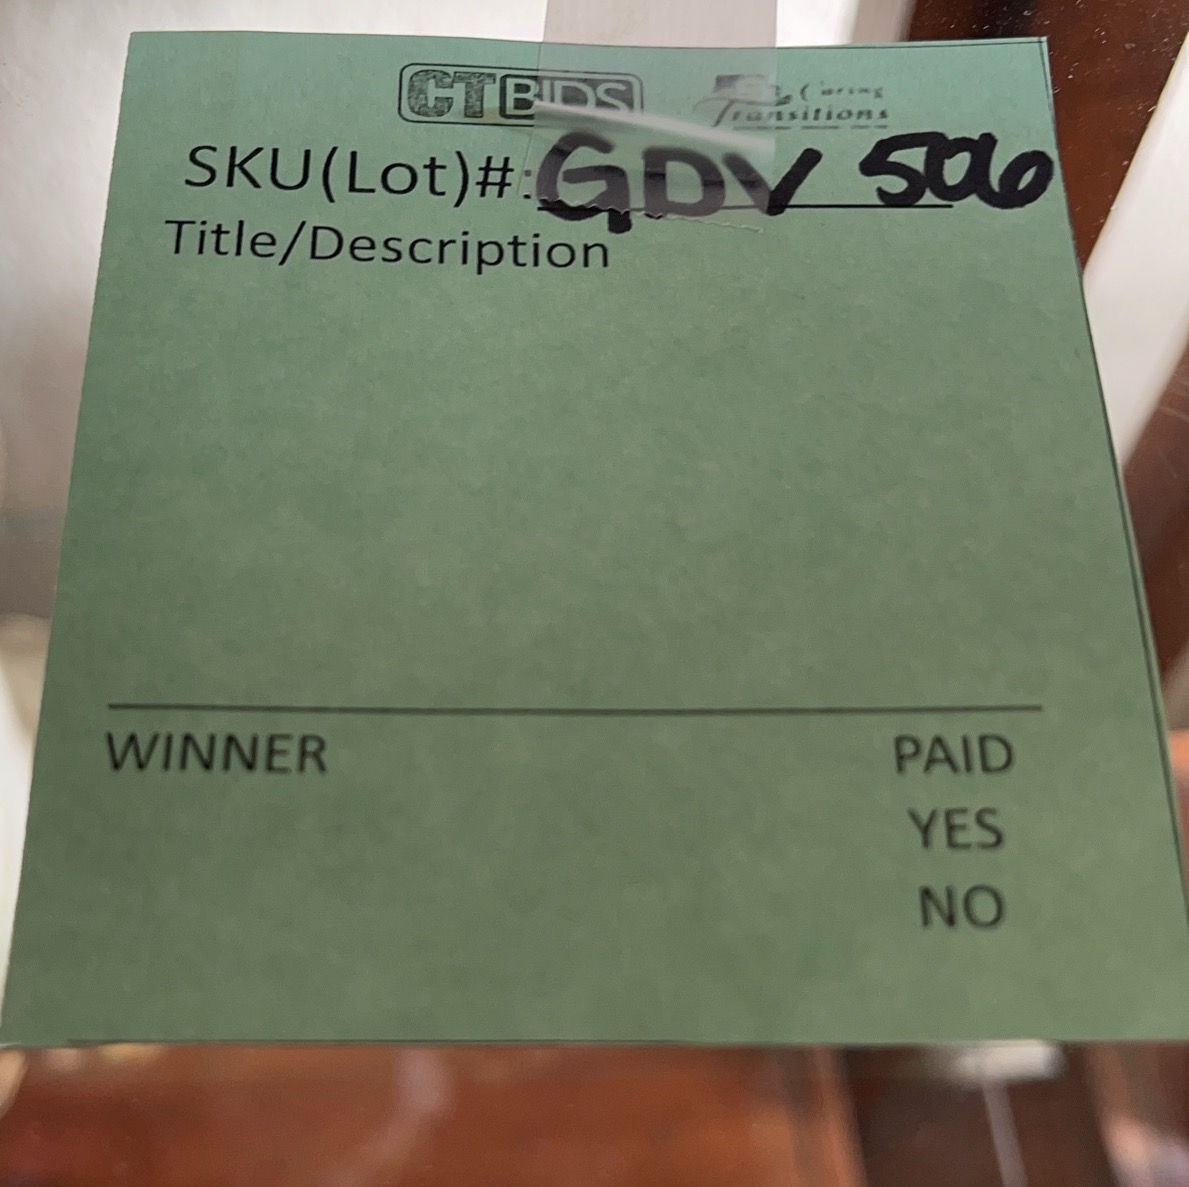 CTBIDS Caring
Transitions
SKU(Lot)#: GDV 506
Title/Description
WINNER PAID
YES
NO